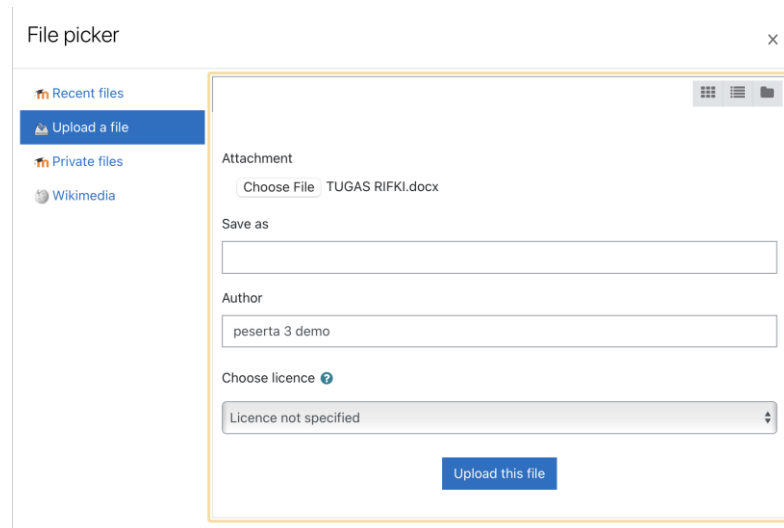 File picker
×
Recent files
Upload a file
Private files
Wikimedia
Attachment
Choose File TUGAS RIFKI.docx
Save as
Author
peserta 3 demo
Choose licence ?
Licence not specified
Upload this file